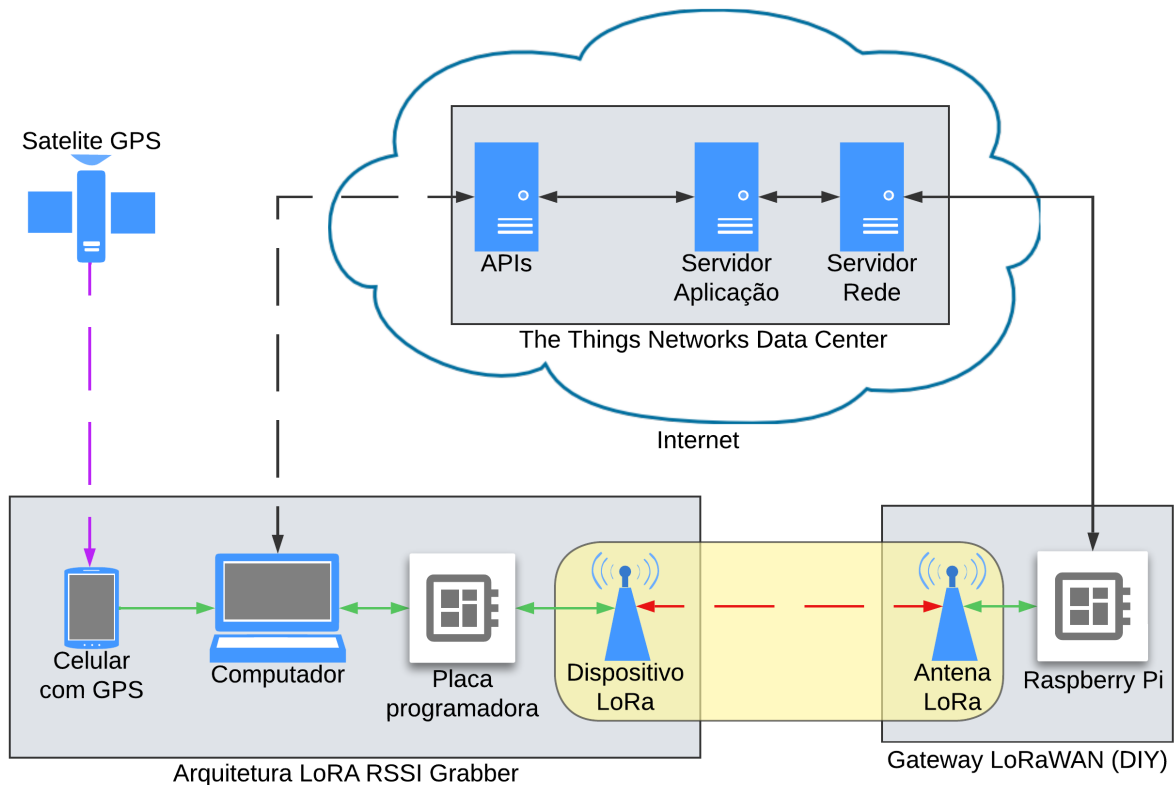 Satelite GPS
APIs
Servidor
Aplicação
Servidor
Rede
The Things Networks Data Center
Internet
Celular
com GPS
Computador
Placa
programadora
Dispositivo
LoRa
Antena
LoRa
Raspberry Pi
Arquitetura LoRA RSSI Grabber
Gateway LoRaWAN (DIY)